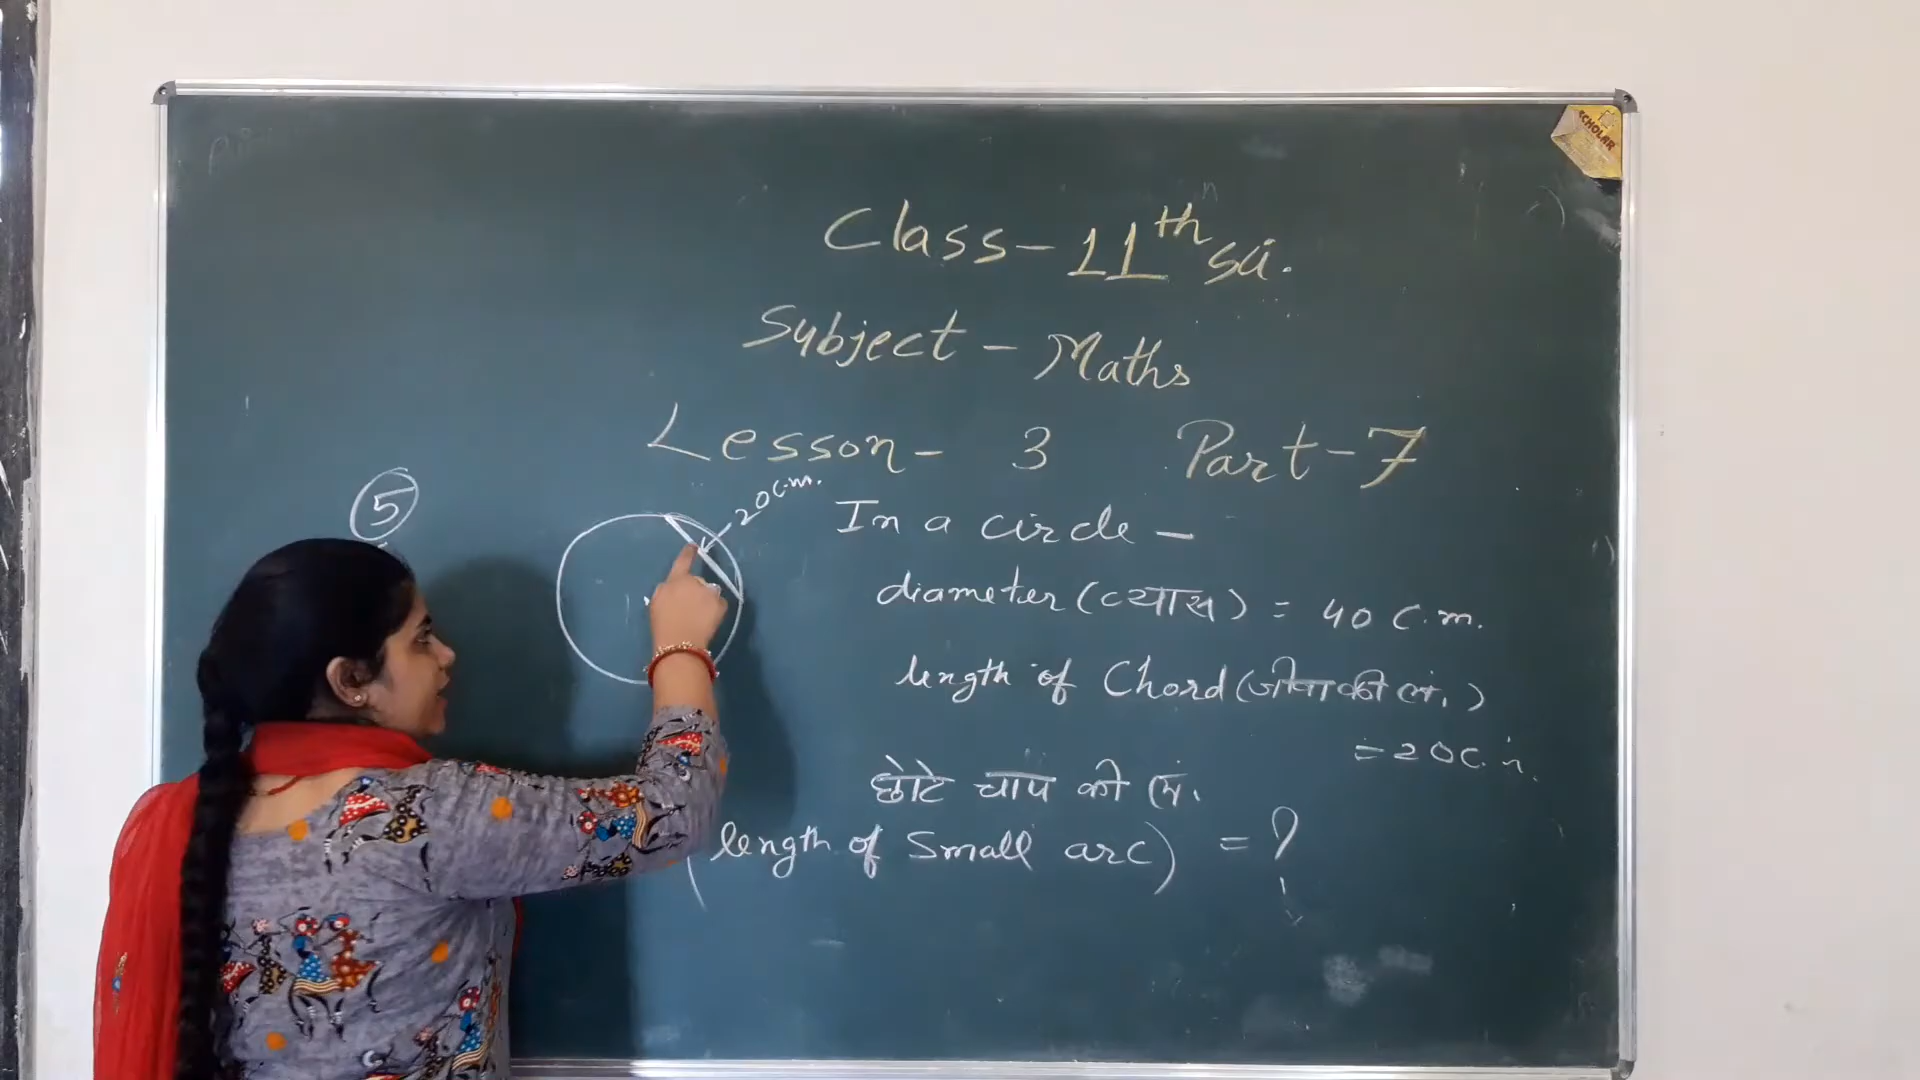 SCHOLAR
Class-11th sci.
Subject - Maths
Lesson- 3 Part-7
5
20 c.m.
In a circle –
diameter (व्यास) = 40 c.m.
length of Chord (जीवा की लं.)
= 20 c.m.
छोटे चाप की लं.
(length of Small arc) = ?